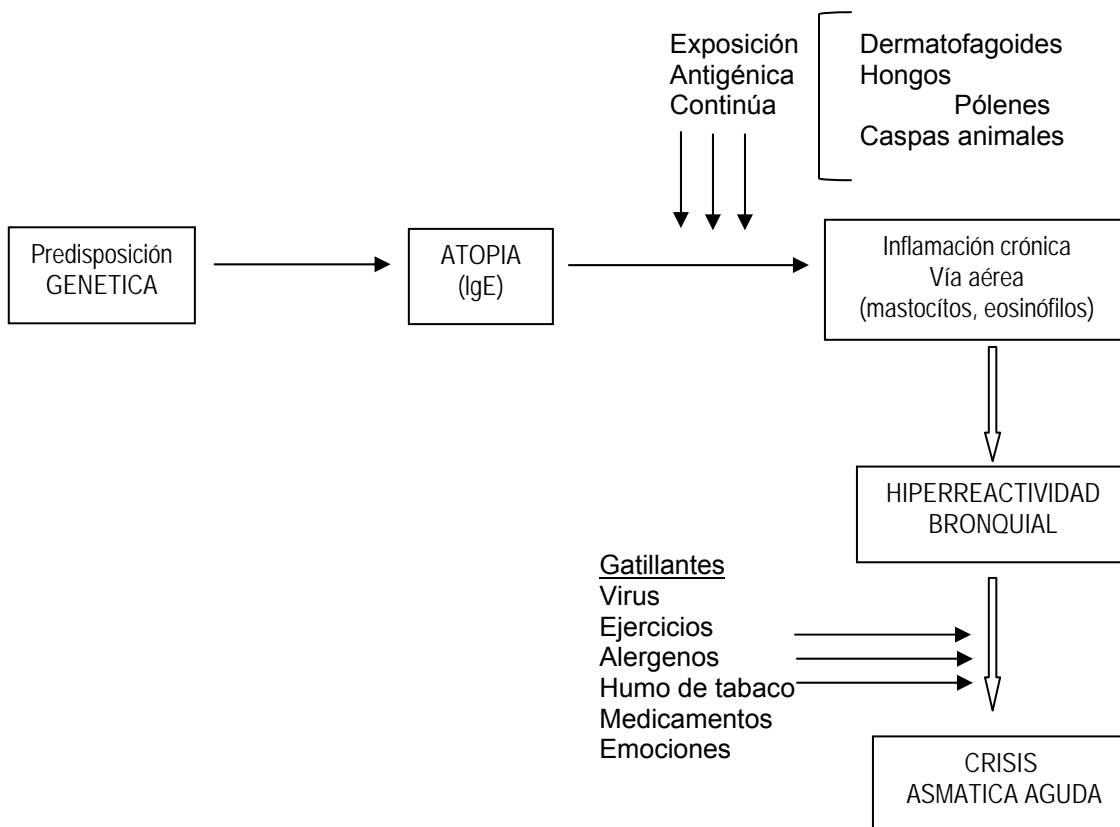 Exposición
Antigénica
Continúa
Dermatofagoides
Hongos
Pólenes
Caspas animales
Predisposición
GENETICA
ATOPIA
(IgE)
Inflamación crónica
Vía aérea
(mastocítos, eosinófilos)
HIPERREACTIVIDAD
BRONQUIAL
Gatillantes
Virus
Ejercicios
Alergenos
Humo de tabaco
Medicamentos
Emociones
CRISIS
ASMATICA AGUDA